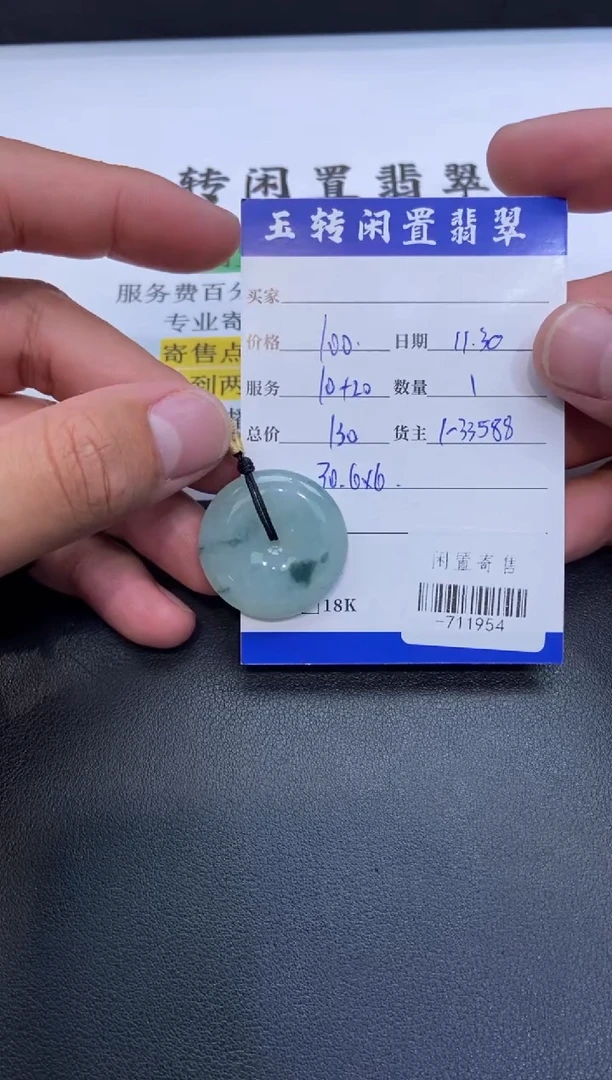 转闲置翡翠
玉转闲置翡翠
服务费百分
专业寄
寄售点
到两
买家
价格 100. 日期 11.30
服务 10+20 数量 1
总价 130 货主 1-33588
30.6×6.
18K
闲置寄售
-711954